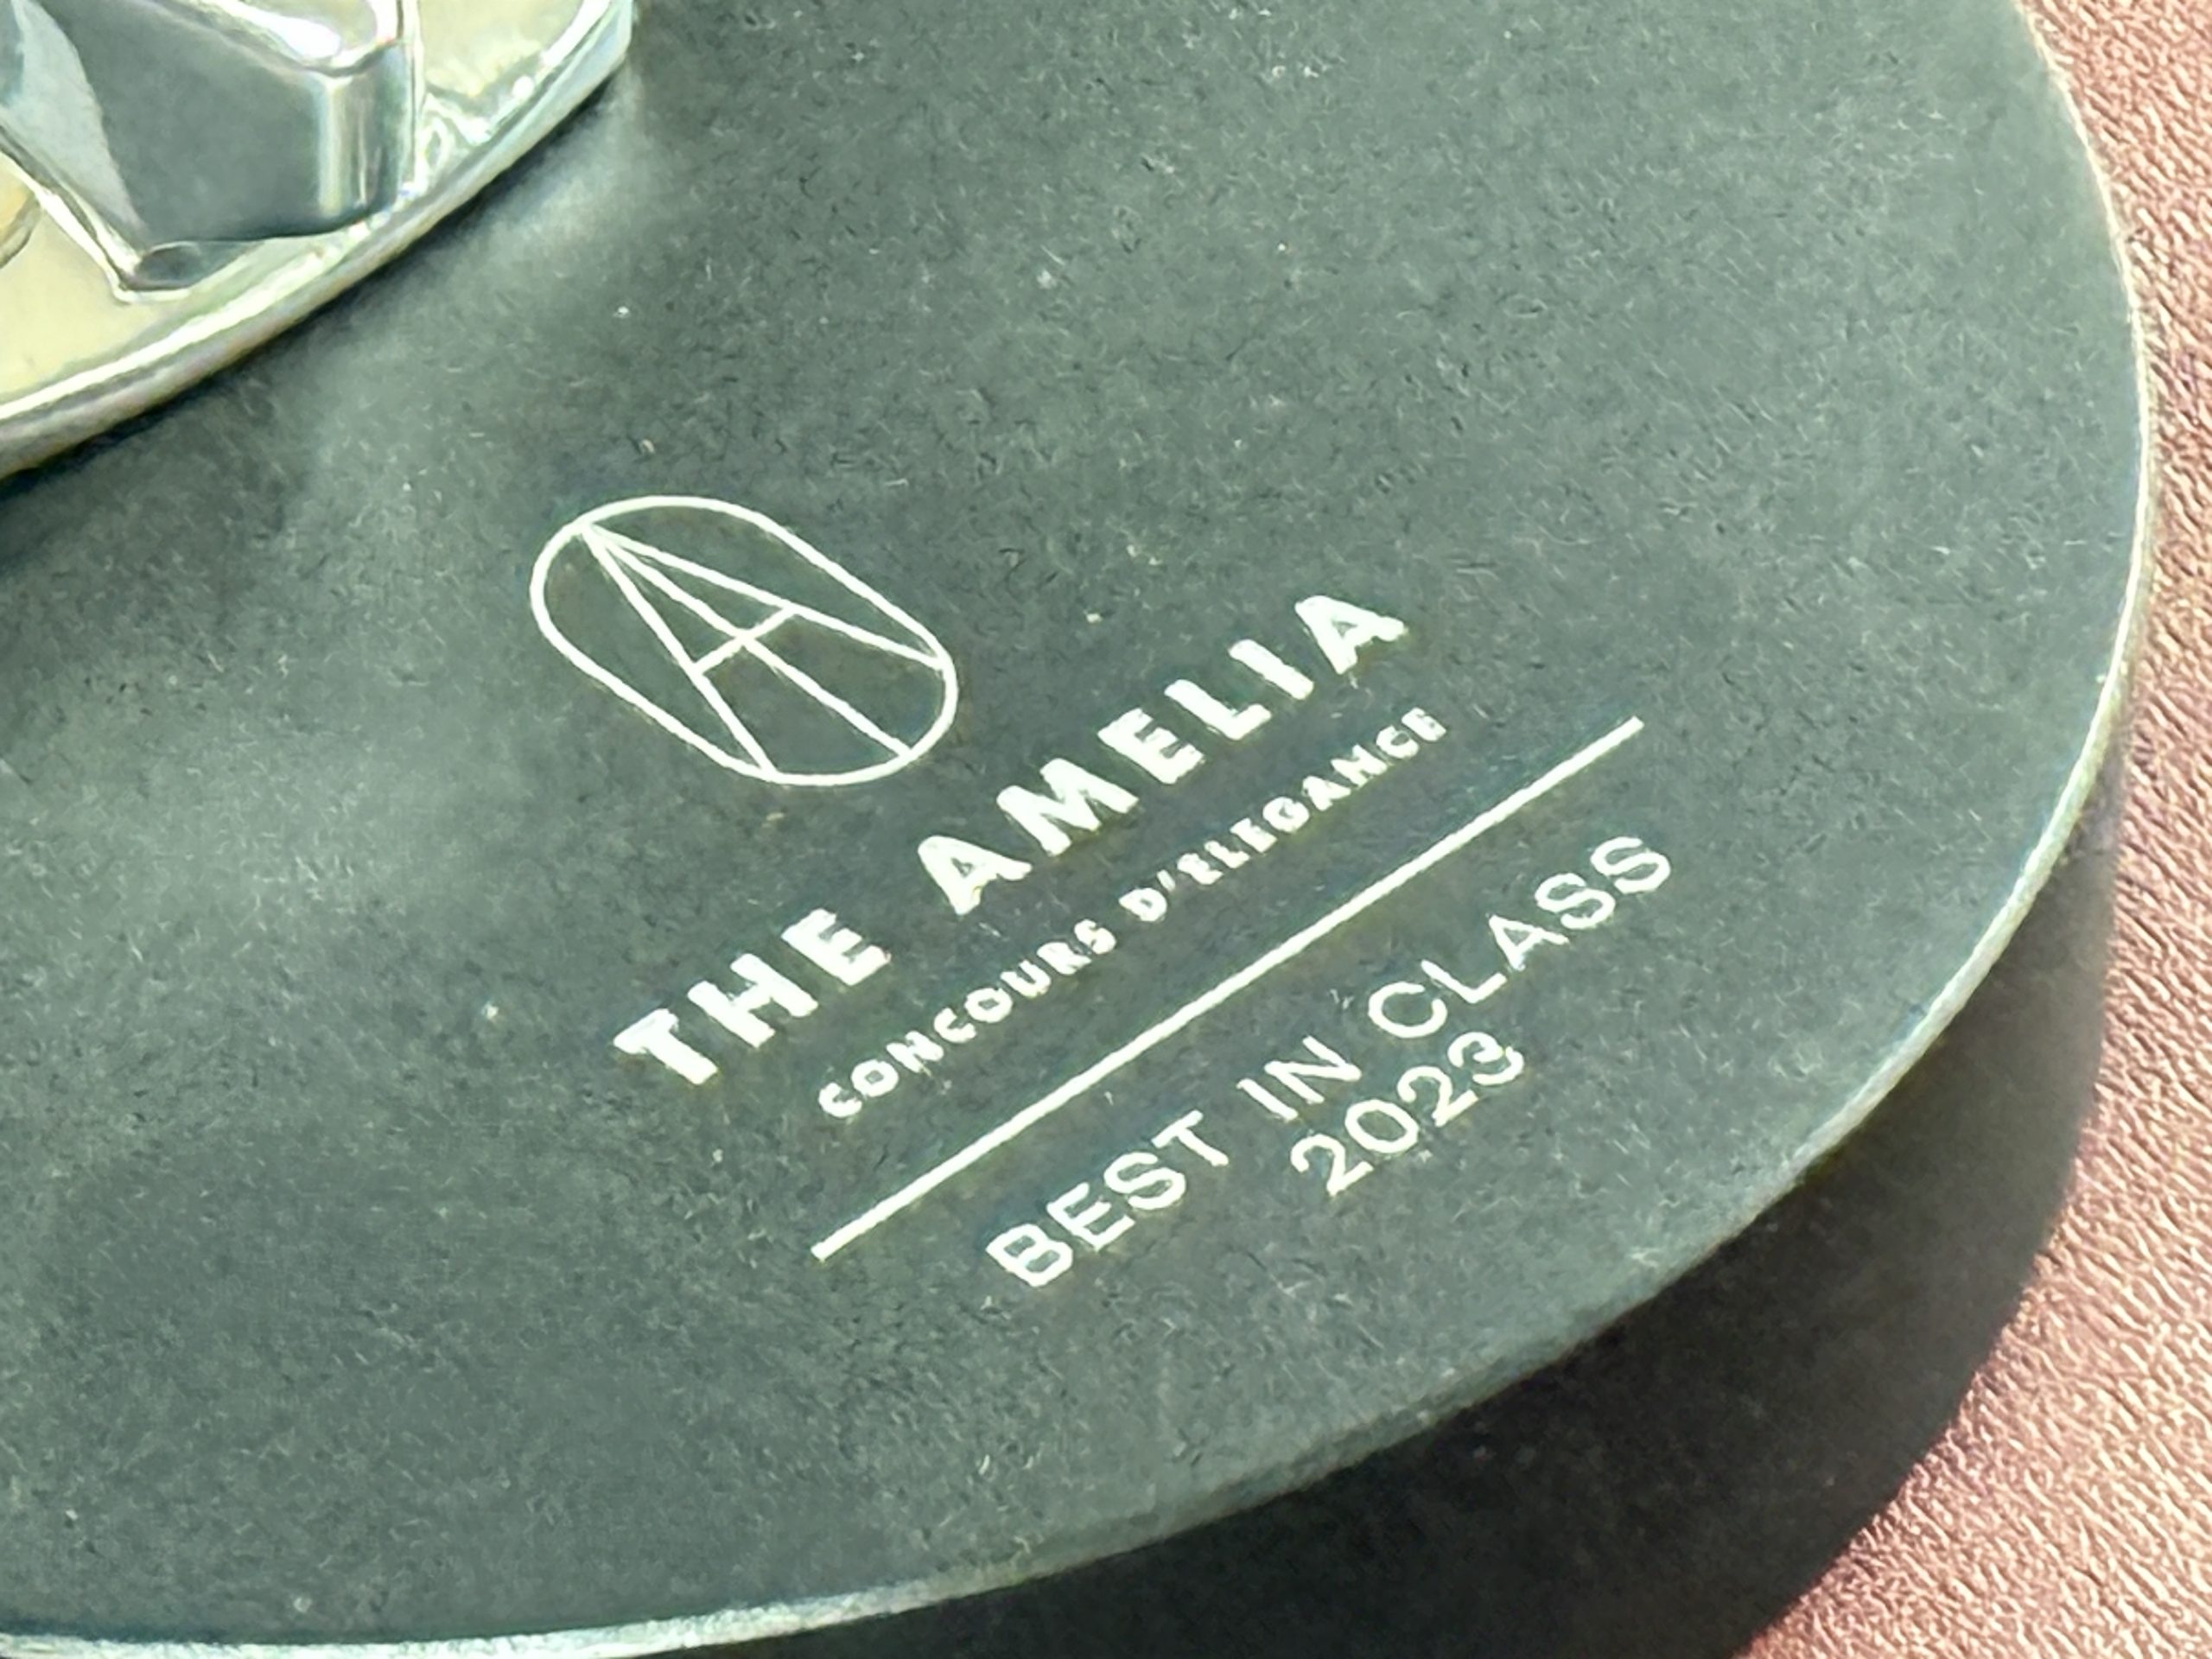 THE AMELIA
CONCOURS D'ELEGANCE
BEST IN CLASS
2023